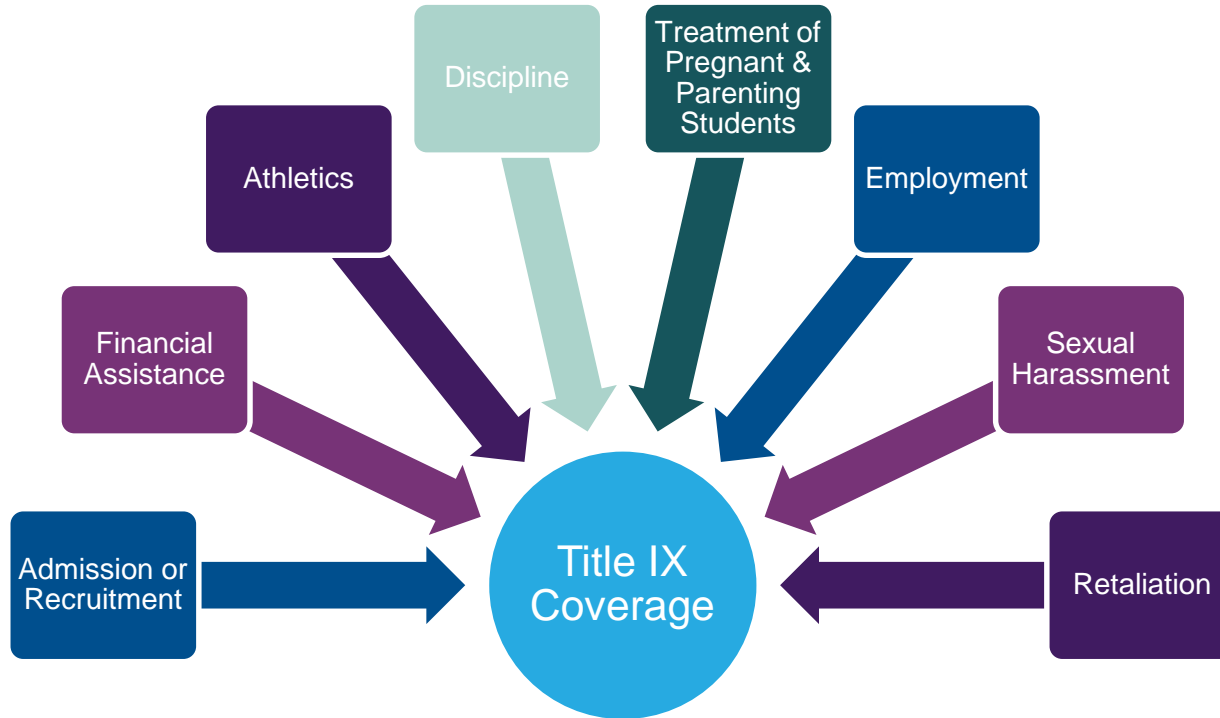 Admission or
Recruitment
Financial
Assistance
Athletics
Discipline
Treatment of
Pregnant &
Parenting
Students
Employment
Sexual
Harassment
Retaliation
Title IX
Coverage